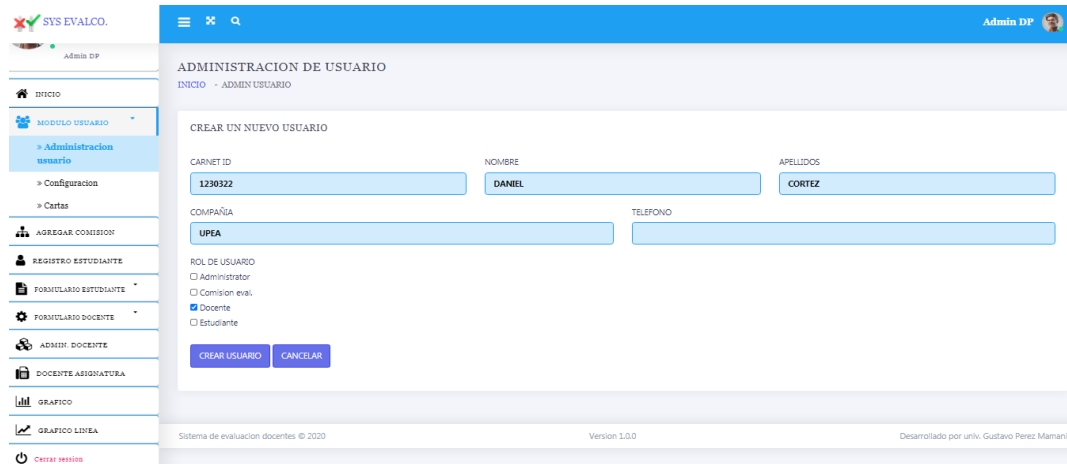 SYS EVALCO.
Admin DP
Admin DP
INICIO
MODULO USUARIO
» Administracion
usuario
» Configuracion
» Cartas
AGREGAR COMISION
REGISTRO ESTUDIANTE
FORMULARIO ESTUDIANTE
FORMULARIO DOCENTE
ADMIN. DOCENTE
DOCENTE ASIGNATURA
GRAFICO
GRAFICO LINEA
Cerrar session
ADMINISTRACION DE USUARIO
INICIO - ADMIN USUARIO
CREAR UN NUEVO USUARIO
CARNET ID NOMBRE APELLIDOS
1230322 DANIEL CORTEZ
COMPAÑIA TELEFONO
UPEA
ROL DE USUARIO
Administrator
Comision eval.
Docente
Estudiante
CREAR USUARIO CANCELAR
Sistema de evaluacion docentes © 2020 Version 1.0.0 Desarrollado por univ. Gustavo Perez Mamani